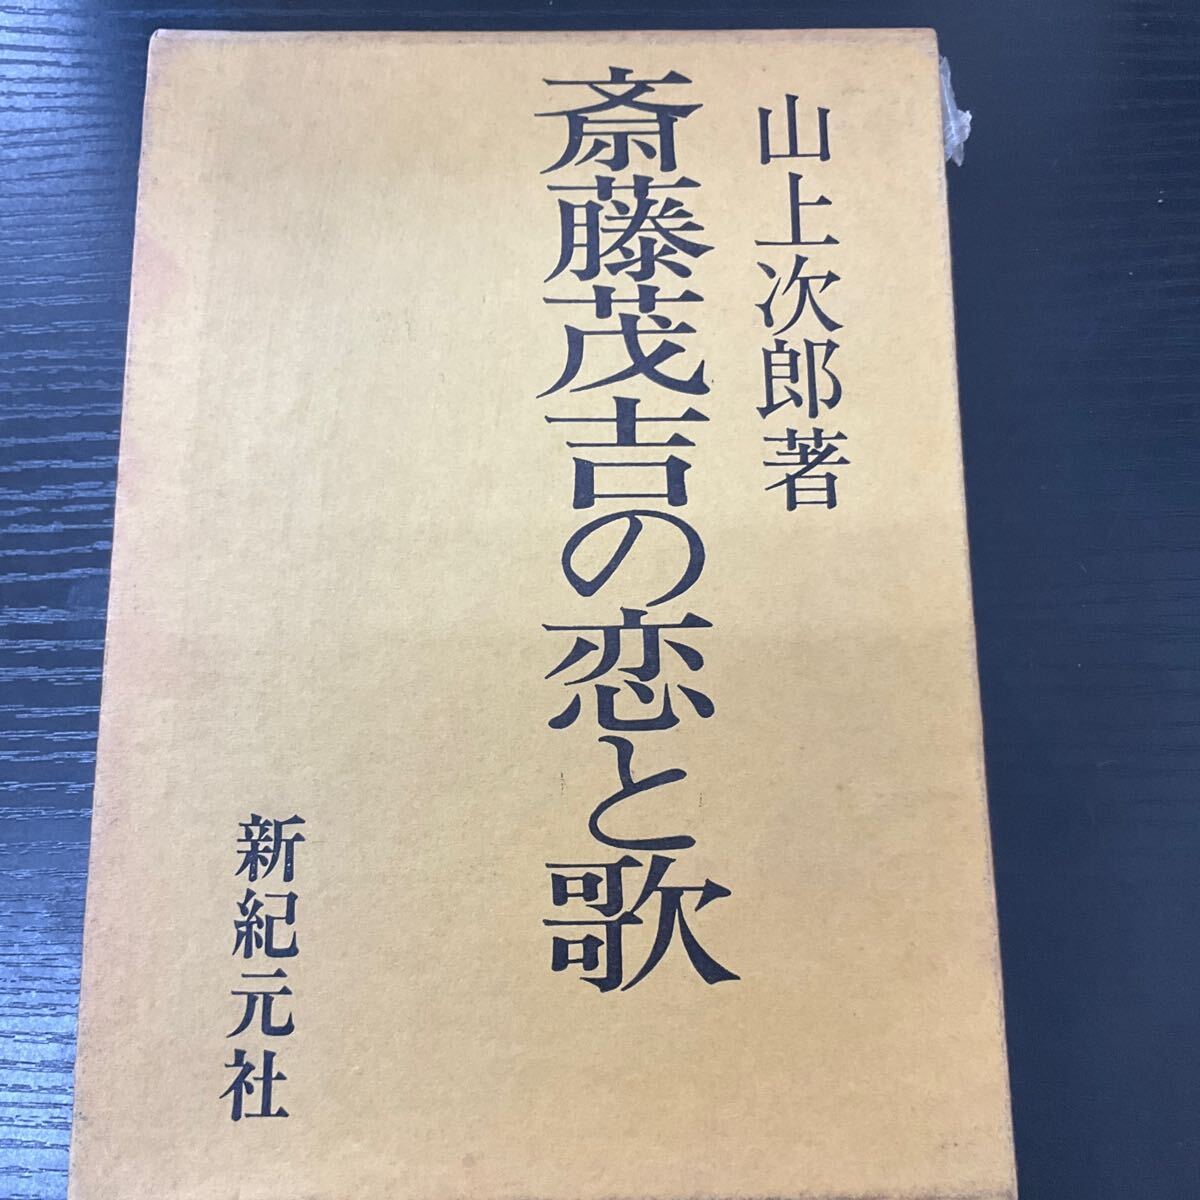 山上次郎著
斎藤茂吉の恋と歌
新紀元社